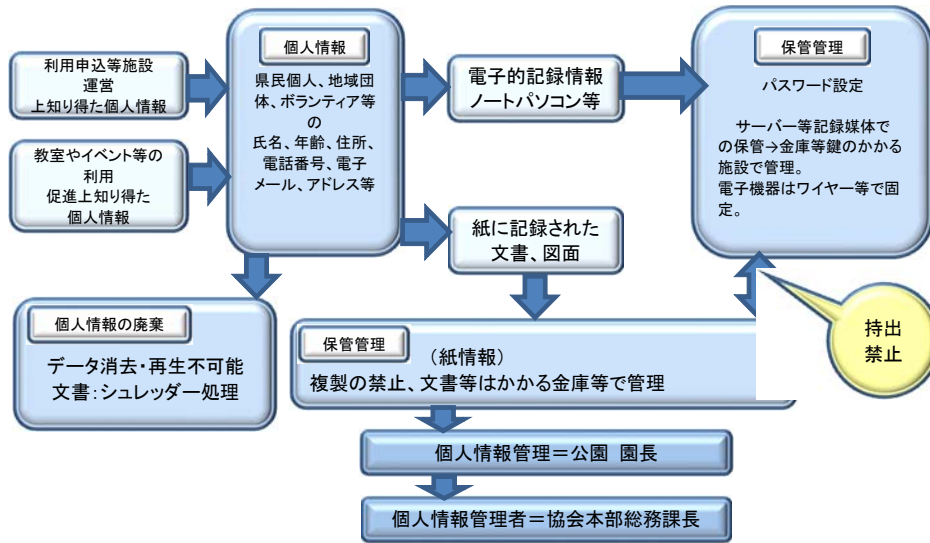 利用申込等施設
運営
上知り得た個人情報
教室やイベント等の
利用
促進上知り得た
個人情報
個人情報
県民個人、地域団
体、ボランティア等
の
氏名、年齢、住所、
電話番号、電子
メール、アドレス等
電子的記録情報
ノートパソコン等
紙に記録された
文書、図面
保管管理
パスワード設定
サーバー等記録媒体で
の保管→金庫等鍵のかかる
施設で管理。
電子機器はワイヤー等で固
定。
持出
禁止
個人情報の廃棄
データ消去・再生不可能
文書：シュレッダー処理
保管管理
（紙情報）
複製の禁止、文書等はかかる金庫等で管理
個人情報管理＝公園 園長
個人情報管理者＝協会本部総務課長